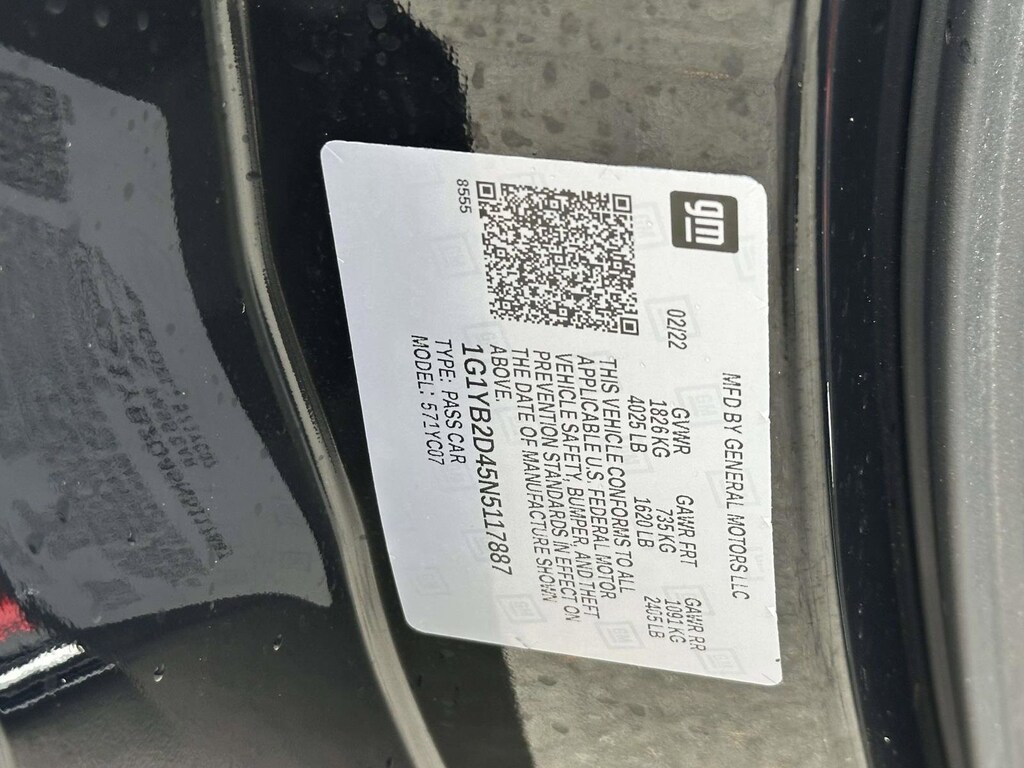 gm
MFD BY GENERAL MOTORS LLC
02/22
GVWR GAWR FRT GAWR RR
1826 KG 735 KG 1091 KG
4025 LB 1620 LB 2405 LB
THIS VEHICLE CONFORMS TO ALL
APPLICABLE U.S. FEDERAL MOTOR
VEHICLE SAFETY, BUMPER, AND THEFT
PREVENTION STANDARDS IN EFFECT ON
THE DATE OF MANUFACTURE SHOWN
ABOVE.
1G1YB2D45N5117887
TYPE: PASS CAR
MODEL: 571YC07
8555